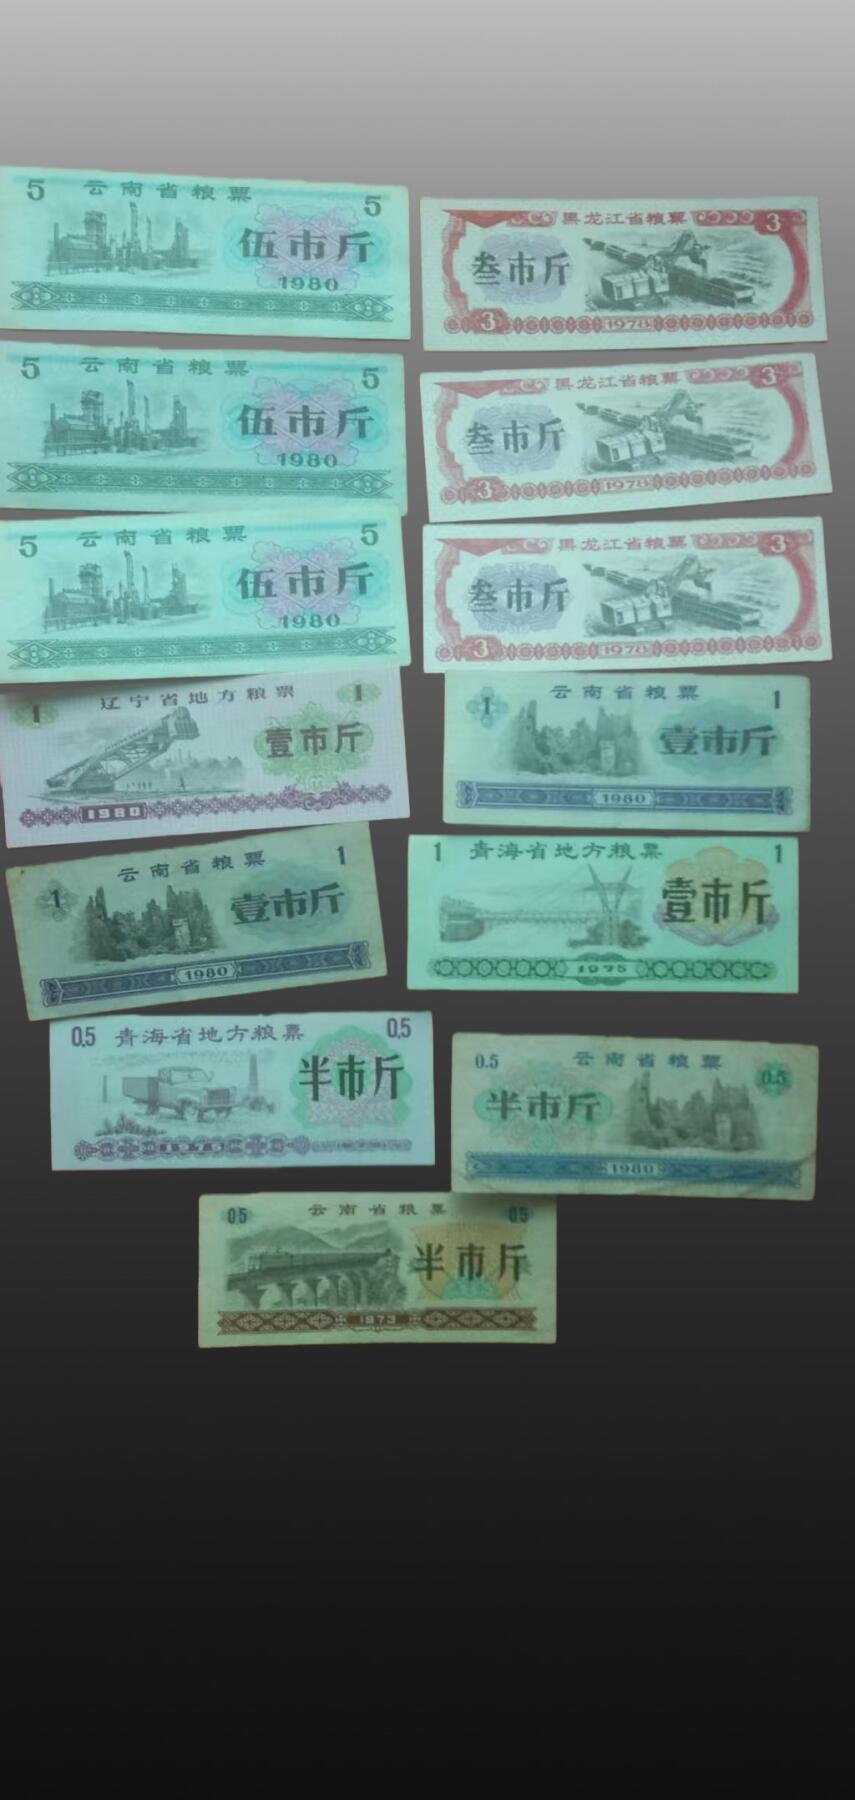 5 云南省粮票 5
伍市斤
1980
黑龙江省粮票 3
叁市斤
3 1978
5 云南省粮票 5
伍市斤
1980
黑龙江省粮票 3
叁市斤
3 1978
5 云南省粮票 5
伍市斤
1980
黑龙江省粮票 3
叁市斤
3 1978
辽宁省地方粮票
1 1
壹市斤
1980
云南省粮票
1 1
壹市斤
1980
云南省粮票 1
1 壹市斤
1980
1 青海省地方粮票 1
壹市斤
1975
0.5 青海省地方粮票 0.5
半市斤
0.5 云南省粮票
0.5
半市斤
1980
0.5 云南省粮票 0.5
半市斤
1973